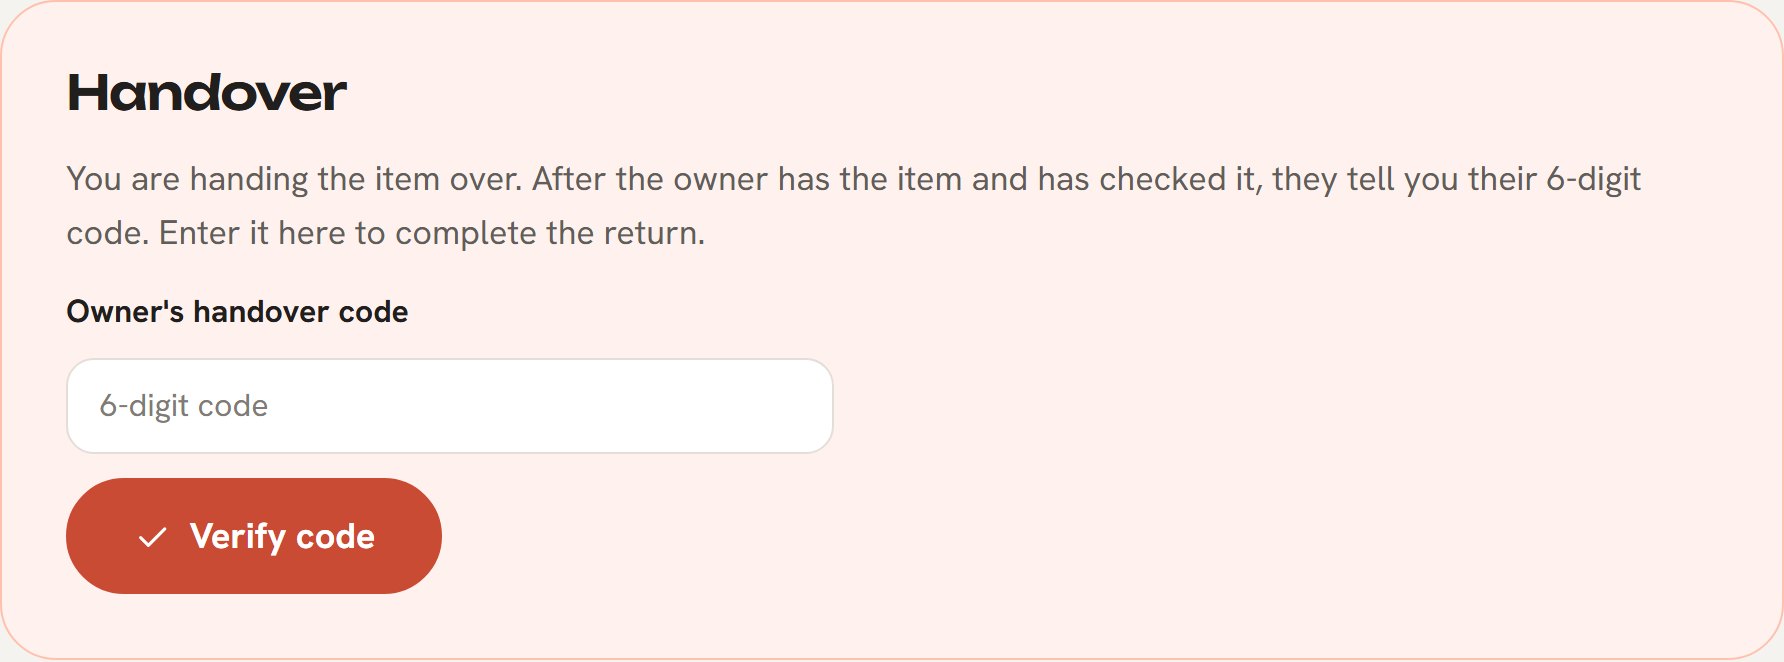 Handover
You are handing the item over. After the owner has the item and has checked it, they tell you their 6-digit
code. Enter it here to complete the return.
Owner's handover code
6-digit code
Verify code